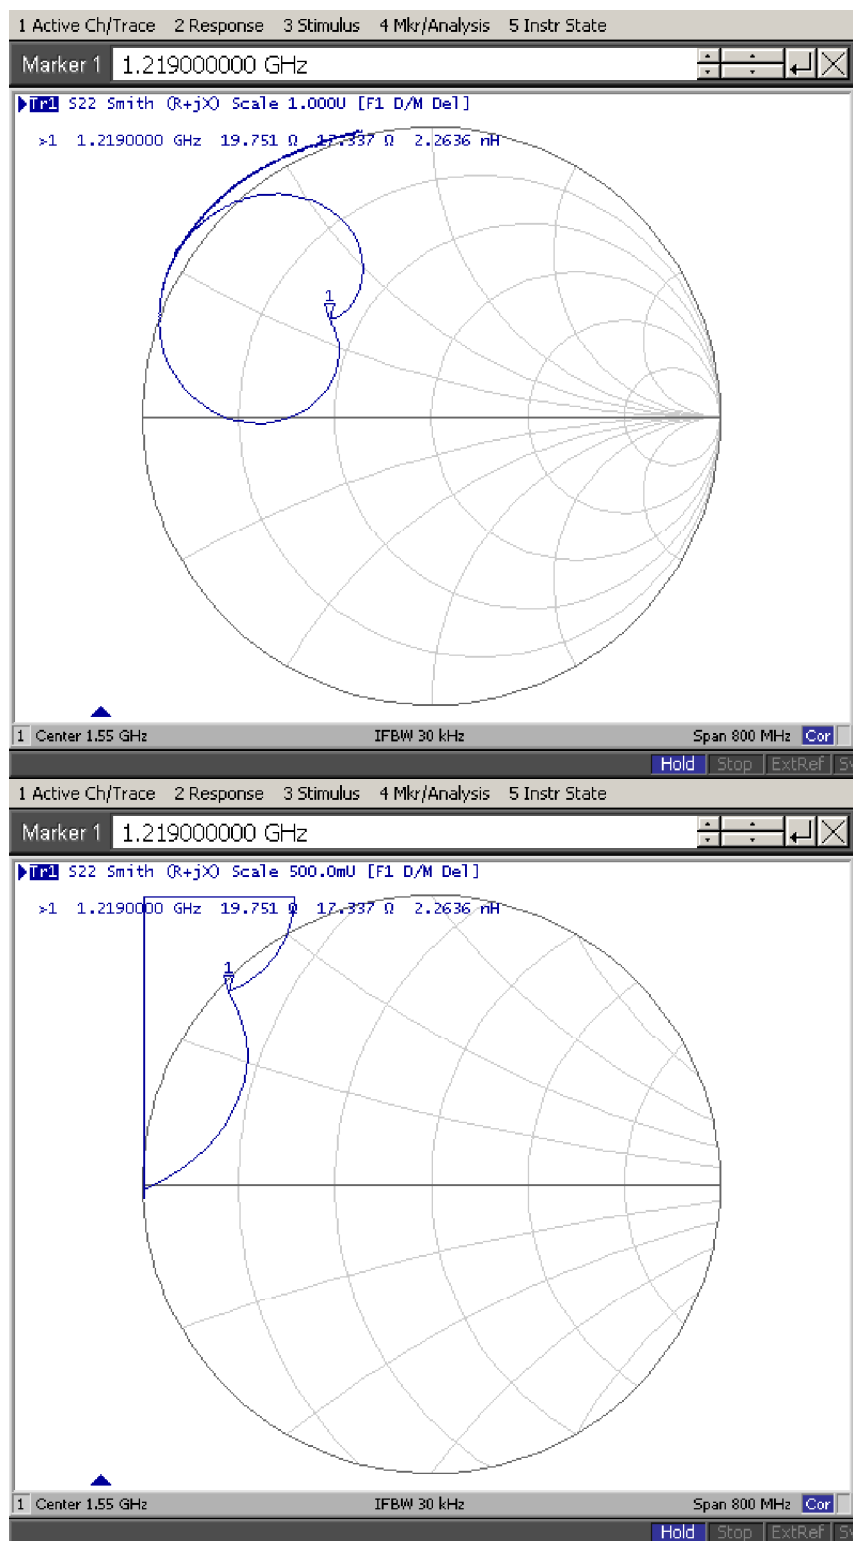 1 Active Ch/Trace 2 Response 3 Stimulus 4 Mkr/Analysis 5 Instr State
Marker 1 1.219000000 GHz
Tr1 S22 Smith (R+jX) Scale 1.000U [F1 D/M Del]
>1 1.2190000 GHz 19.751 Ω 17.337 Ω 2.2636 nH
1
1 Center 1.55 GHz IFBW 30 kHz Span 800 MHz Cor
Hold Stop ExtRef
1 Active Ch/Trace 2 Response 3 Stimulus 4 Mkr/Analysis 5 Instr State
Marker 1 1.219000000 GHz
Tr1 S22 Smith (R+jX) Scale 500.0mU [F1 D/M Del]
>1 1.2190000 GHz 19.751 Ω 17.337 Ω 2.2636 nH
1
1 Center 1.55 GHz IFBW 30 kHz Span 800 MHz Cor
Hold Stop ExtRef